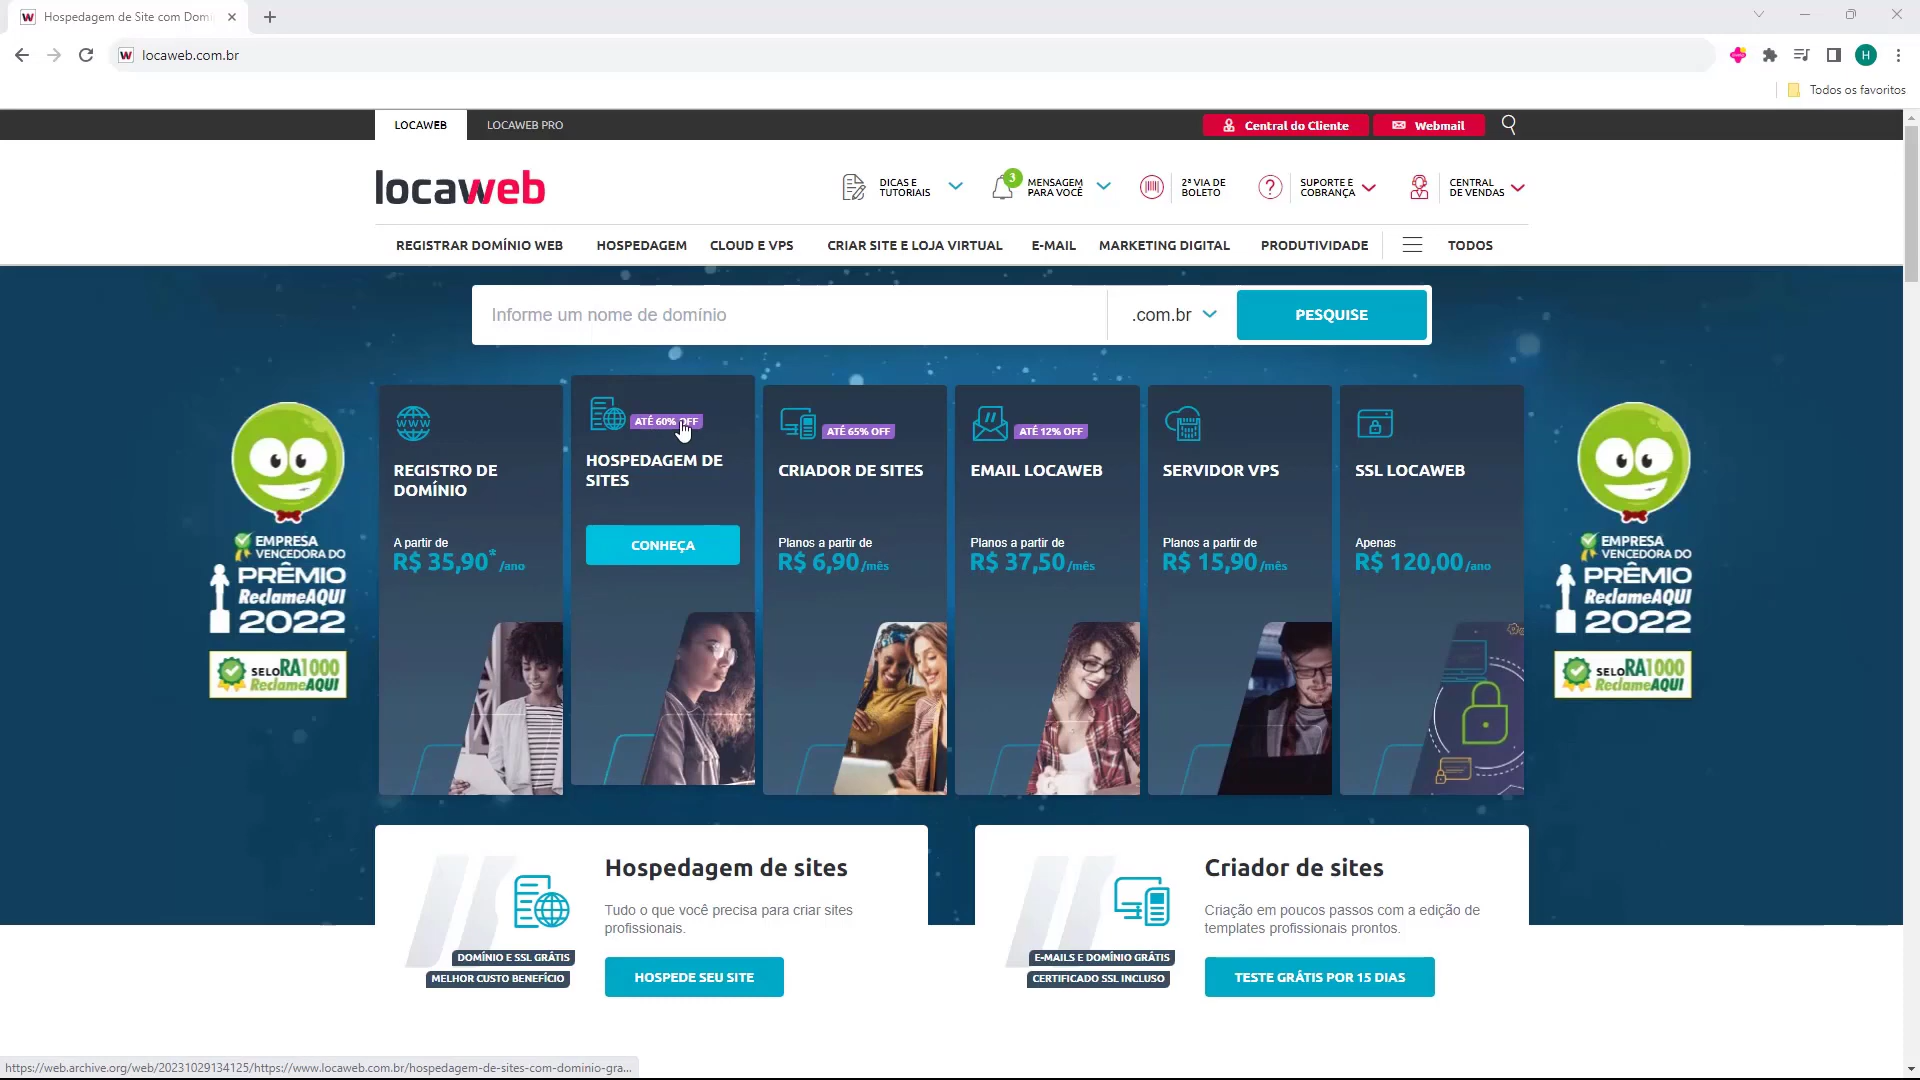 Hospedagem de Site com Domí
locaweb.com.br
H
Todos os favoritos
LOCAWEB
LOCAWEB PRO
Central do Cliente
Webmail
locaweb
DICAS E
TUTORIAIS
3
MENSAGEM
PARA VOCÊ
2ª VIA DE
BOLETO
SUPORTE E
COBRANÇA
CENTRAL
DE VENDAS
REGISTRAR DOMÍNIO WEB
HOSPEDAGEM
CLOUD E VPS
CRIAR SITE E LOJA VIRTUAL
E-MAIL
MARKETING DIGITAL
PRODUTIVIDADE
TODOS
Informe um nome de domínio
.com.br
PESQUISE
EMPRESA
VENCEDORA DO
PRÊMIO
ReclameAQUI
2022
SELO RA1000
ReclameAQUI
WWW
REGISTRO DE
DOMÍNIO
A partir de
R$ 35,90* /ano
ATÉ 60% OFF
HOSPEDAGEM DE
SITES
CONHEÇA
ATÉ 65% OFF
CRIADOR DE SITES
Planos a partir de
R$ 6,90 /mês
ATÉ 12% OFF
EMAIL LOCAWEB
Planos a partir de
R$ 37,50 /mês
SERVIDOR VPS
Planos a partir de
R$ 15,90 /mês
SSL LOCAWEB
Apenas
R$ 120,00 /ano
EMPRESA
VENCEDORA DO
PRÊMIO
ReclameAQUI
2022
SELO RA1000
ReclameAQUI
Hospedagem de sites
Tudo o que você precisa para criar sites
profissionais.
DOMÍNIO E SSL GRÁTIS
MELHOR CUSTO BENEFÍCIO
HOSPEDE SEU SITE
Criador de sites
Criação em poucos passos com a edição de
templates profissionais prontos.
E-MAILS E DOMÍNIO GRÁTIS
CERTIFICADO SSL INCLUSO
TESTE GRÁTIS POR 15 DIAS
https://web.archive.org/web/20231029134125/https://www.locaweb.com.br/hospedagem-de-sites-com-dominio-gra...